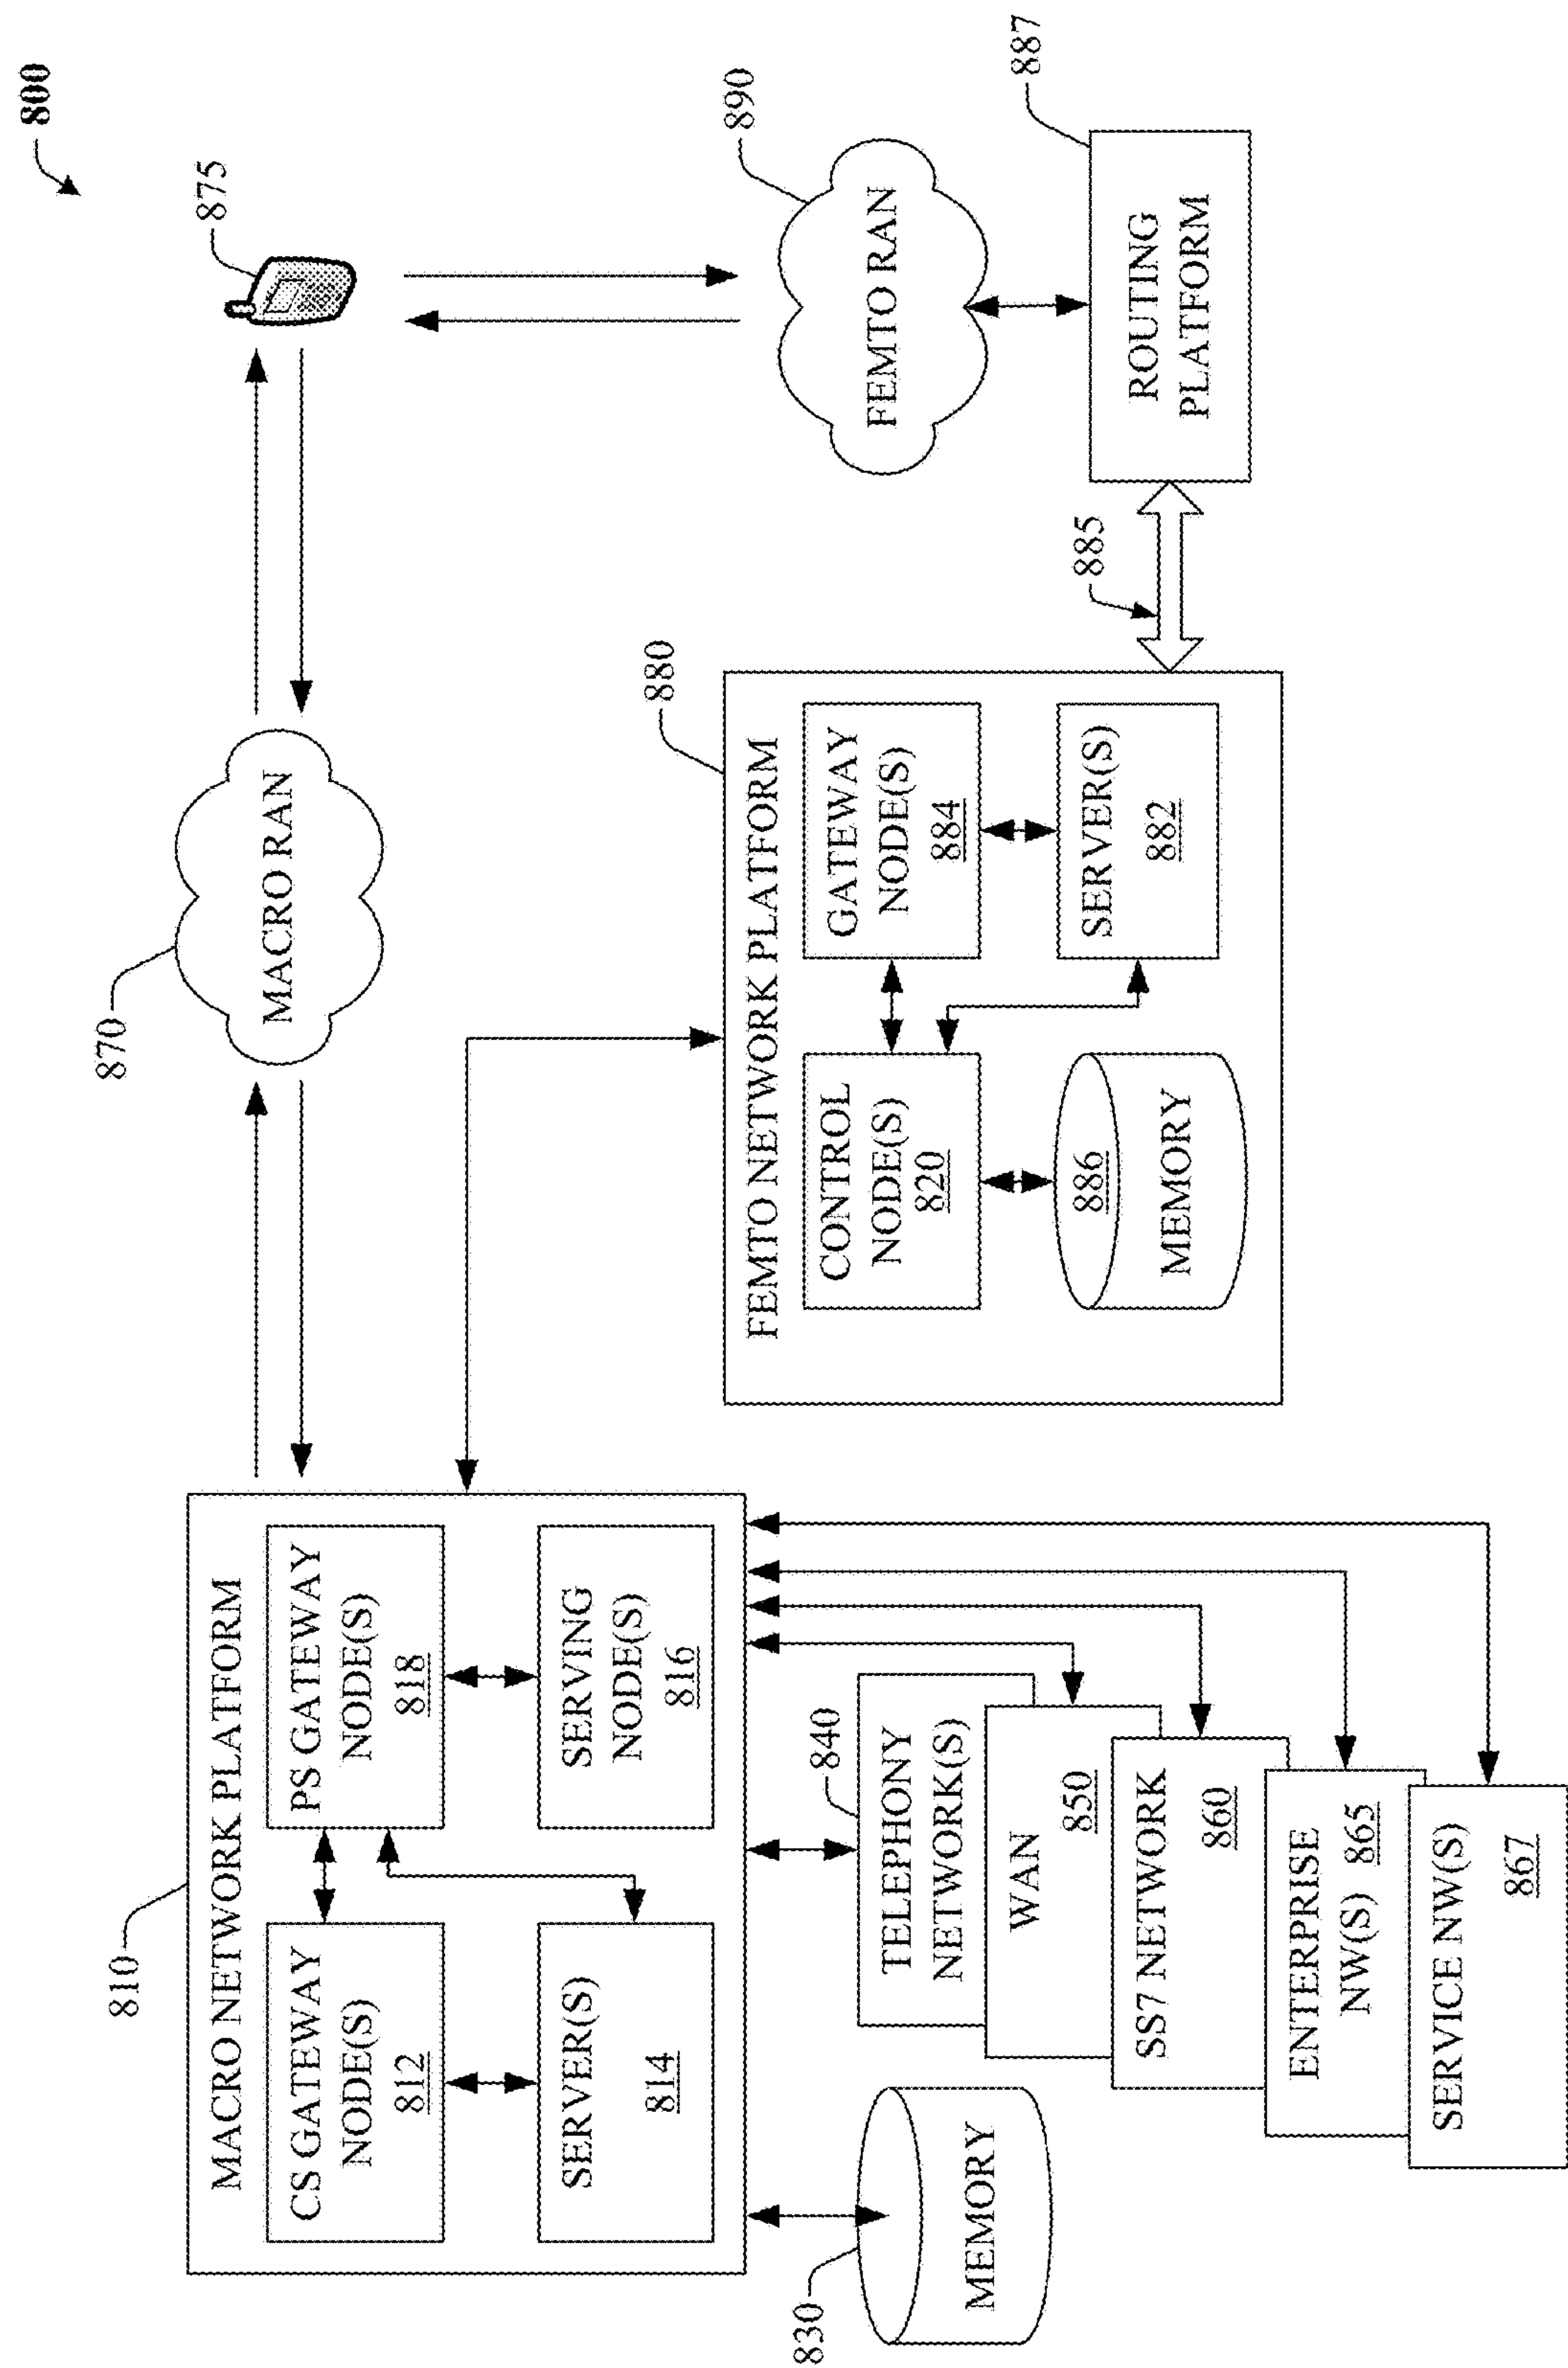 800
875
870
MACRO RAN
810
MACRO NETWORK PLATFORM
CS GATEWAY
NODE(S)
812
PS GATEWAY
NODE(S)
818
SERVER(S)
814
SERVING
NODE(S)
816
880
FEMTO NETWORK PLATFORM
CONTROL
NODE(S)
820
GATEWAY
NODE(S)
884
886
MEMORY
SERVER(S)
882
885
890
FEMTO RAN
887
ROUTING
PLATFORM
830
MEMORY
840
TELEPHONY
NETWORK(S)
WAN
850
SS7 NETWORK
860
ENTERPRISE
NW(S) 865
SERVICE NW(S)
867